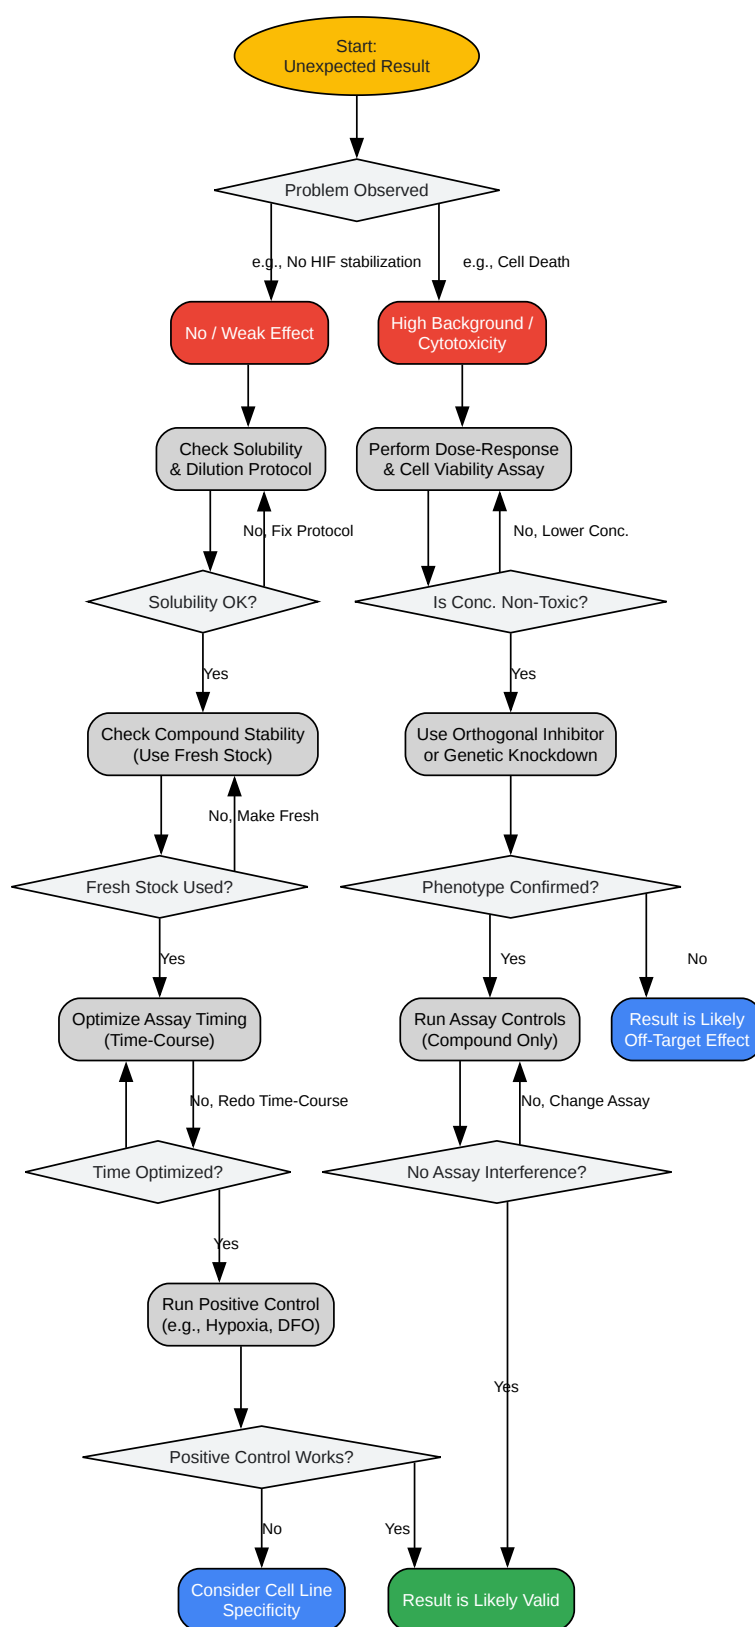 Start:
Unexpected Result
Problem Observed
e.g., No HIF stabilization
e.g., Cell Death
No / Weak Effect
High Background /
Cytotoxicity
Check Solubility
& Dilution Protocol
Perform Dose-Response
& Cell Viability Assay
No, Fix Protocol
No, Lower Conc.
Solubility OK?
Is Conc. Non-Toxic?
Yes
Yes
Check Compound Stability
(Use Fresh Stock)
Use Orthogonal Inhibitor
or Genetic Knockdown
No, Make Fresh
Fresh Stock Used?
Phenotype Confirmed?
Yes
Yes
No
Optimize Assay Timing
(Time-Course)
Run Assay Controls
(Compound Only)
Result is Likely
Off-Target Effect
No, Redo Time-Course
No, Change Assay
Time Optimized?
No Assay Interference?
Yes
Run Positive Control
(e.g., Hypoxia, DFO)
Yes
Positive Control Works?
No
Yes
Consider Cell Line
Specificity
Result is Likely Valid